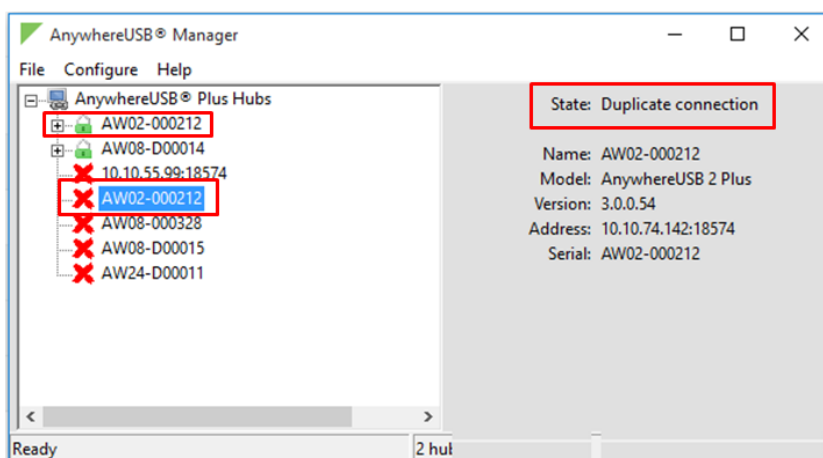 AnywhereUSB® Manager
File Configure Help
AnywhereUSB® Plus Hubs
AW02-000212
AW08-D00014
10.10.55.99:18574
AW02-000212
AW08-000328
AW08-D00015
AW24-D00011
State: Duplicate connection
Name: AW02-000212
Model: AnywhereUSB 2 Plus
Version: 3.0.0.54
Address: 10.10.74.142:18574
Serial: AW02-000212
Ready
2